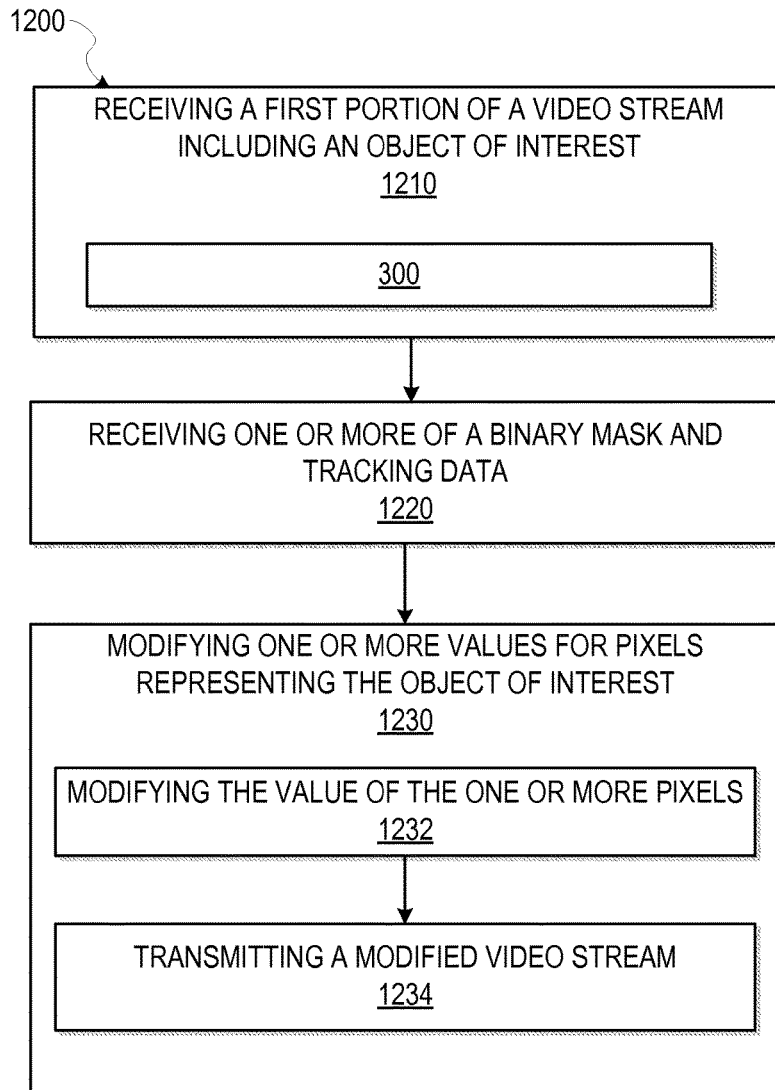 1200
RECEIVING A FIRST PORTION OF A VIDEO STREAM
INCLUDING AN OBJECT OF INTEREST
1210
300
RECEIVING ONE OR MORE OF A BINARY MASK AND
TRACKING DATA
1220
MODIFYING ONE OR MORE VALUES FOR PIXELS
REPRESENTING THE OBJECT OF INTEREST
1230
MODIFYING THE VALUE OF THE ONE OR MORE PIXELS
1232
TRANSMITTING A MODIFIED VIDEO STREAM
1234